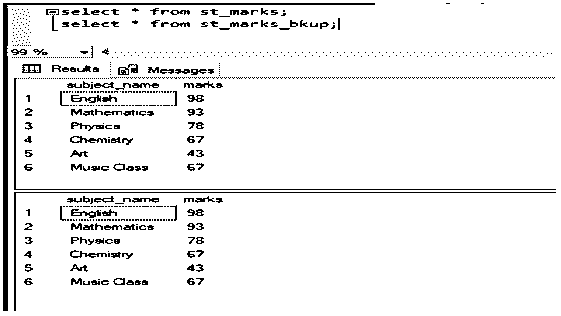 select * from st_marks;
select * from st_marks_bkup;
99 %
Results Messages
subject_name marks
1 English 98
2 Mathematics 93
3 Physics 78
4 Chemistry 67
5 Art 43
6 Music Class 67
subject_name marks
1 English 98
2 Mathematics 93
3 Physics 78
4 Chemistry 67
5 Art 43
6 Music Class 67